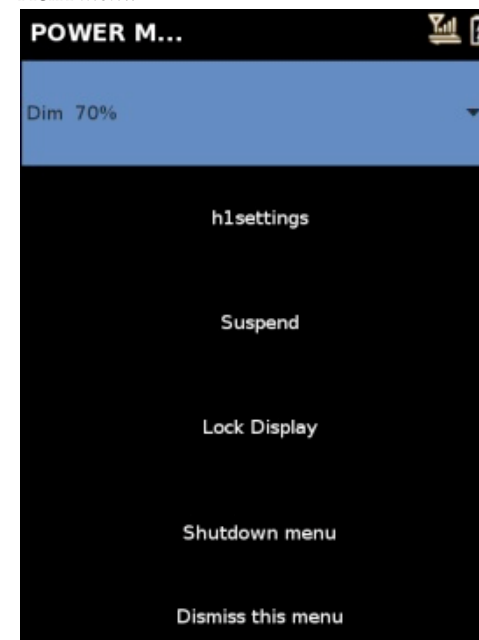 POWER M...
Dim 70%
h1settings
Suspend
Lock Display
Shutdown menu
Dismiss this menu